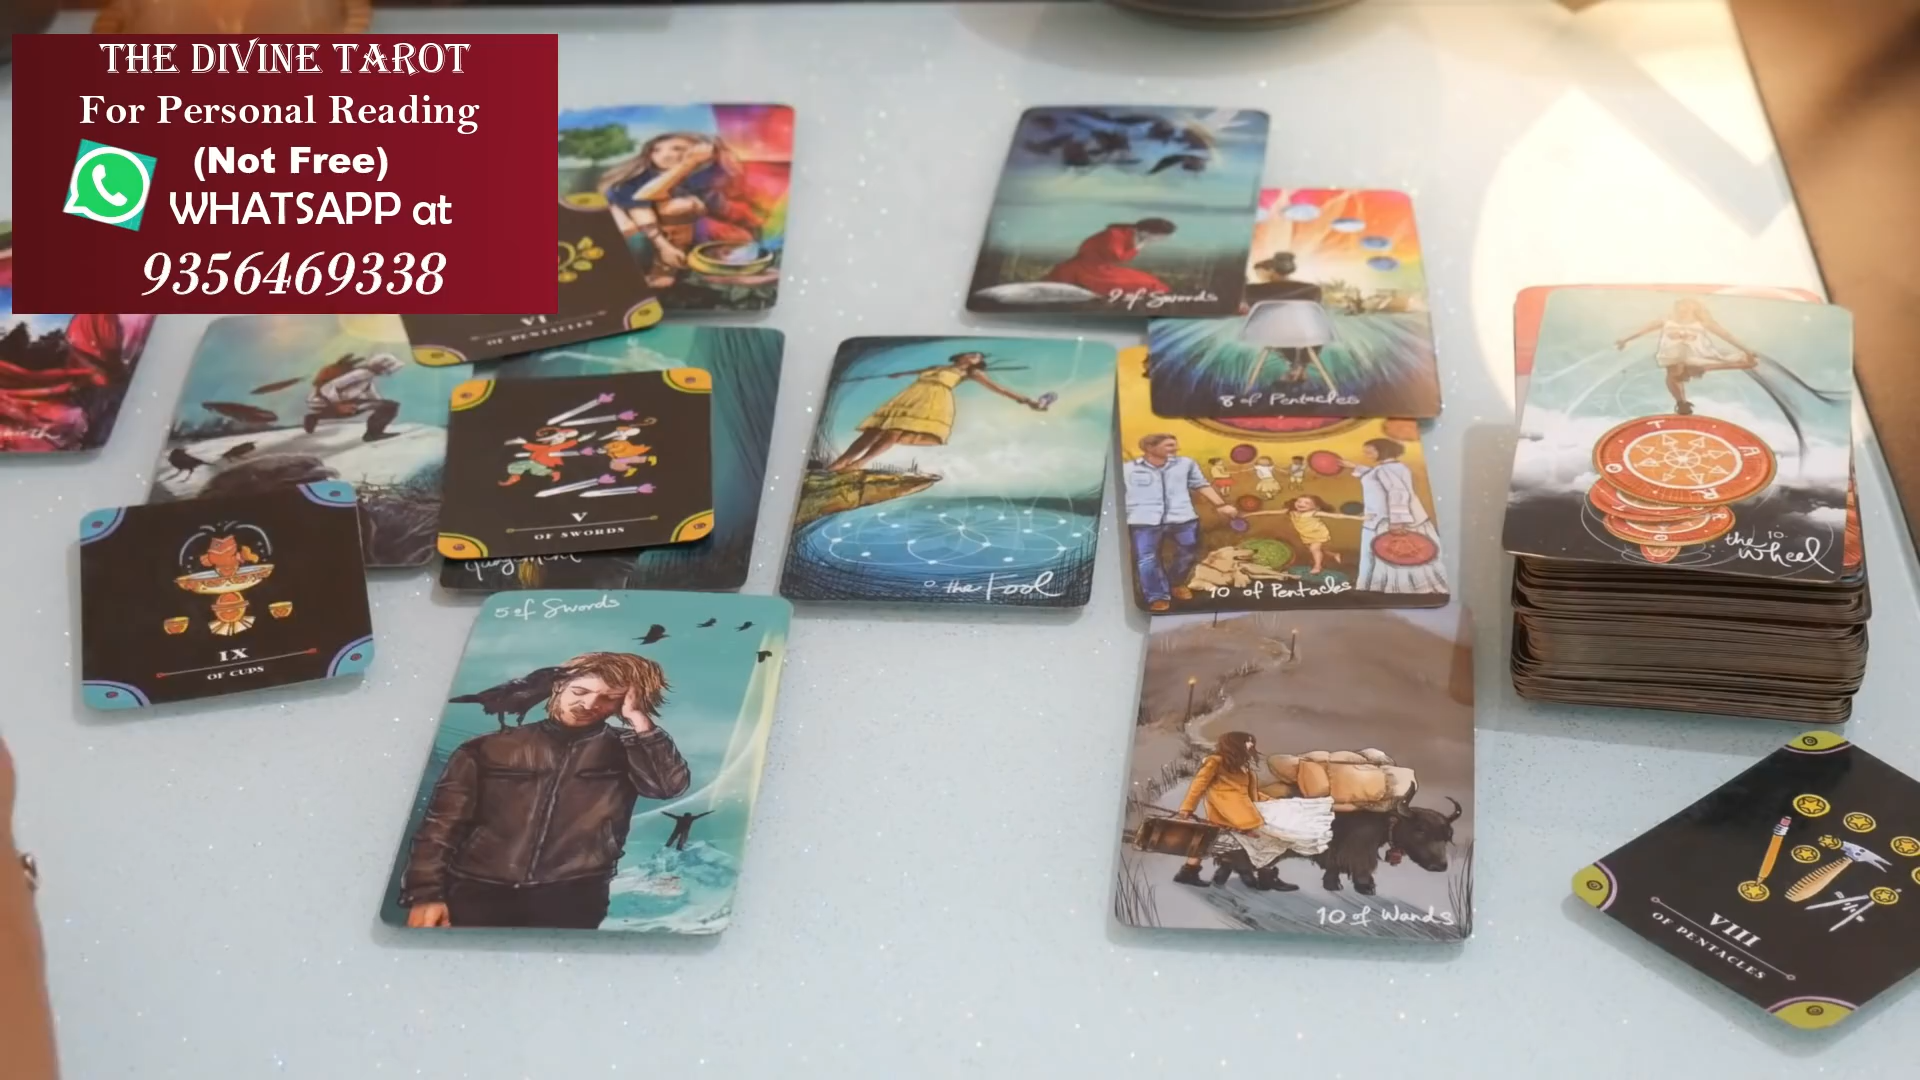 THE DIVINE TAROT
For Personal Reading
(Not Free)
WHATSAPP at
9356469338
9 of Swords
8 of Pentacles
VI
OF PENTACLES
V
OF SWORDS
Judgment
0 the Fool
10 of Pentacles
10.
the Wheel
IX
OF CUPS
5 of Swords
10 of Wands
VIII
OF PENTACLES